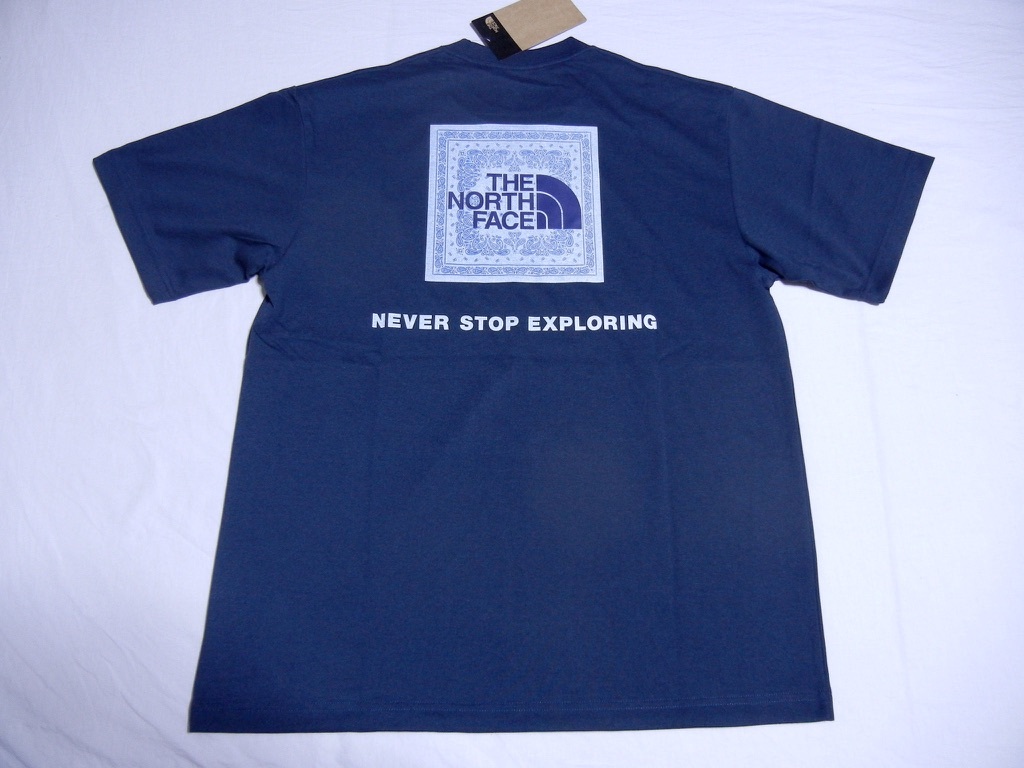 THE
NORTH
FACE
NEVER STOP EXPLORING